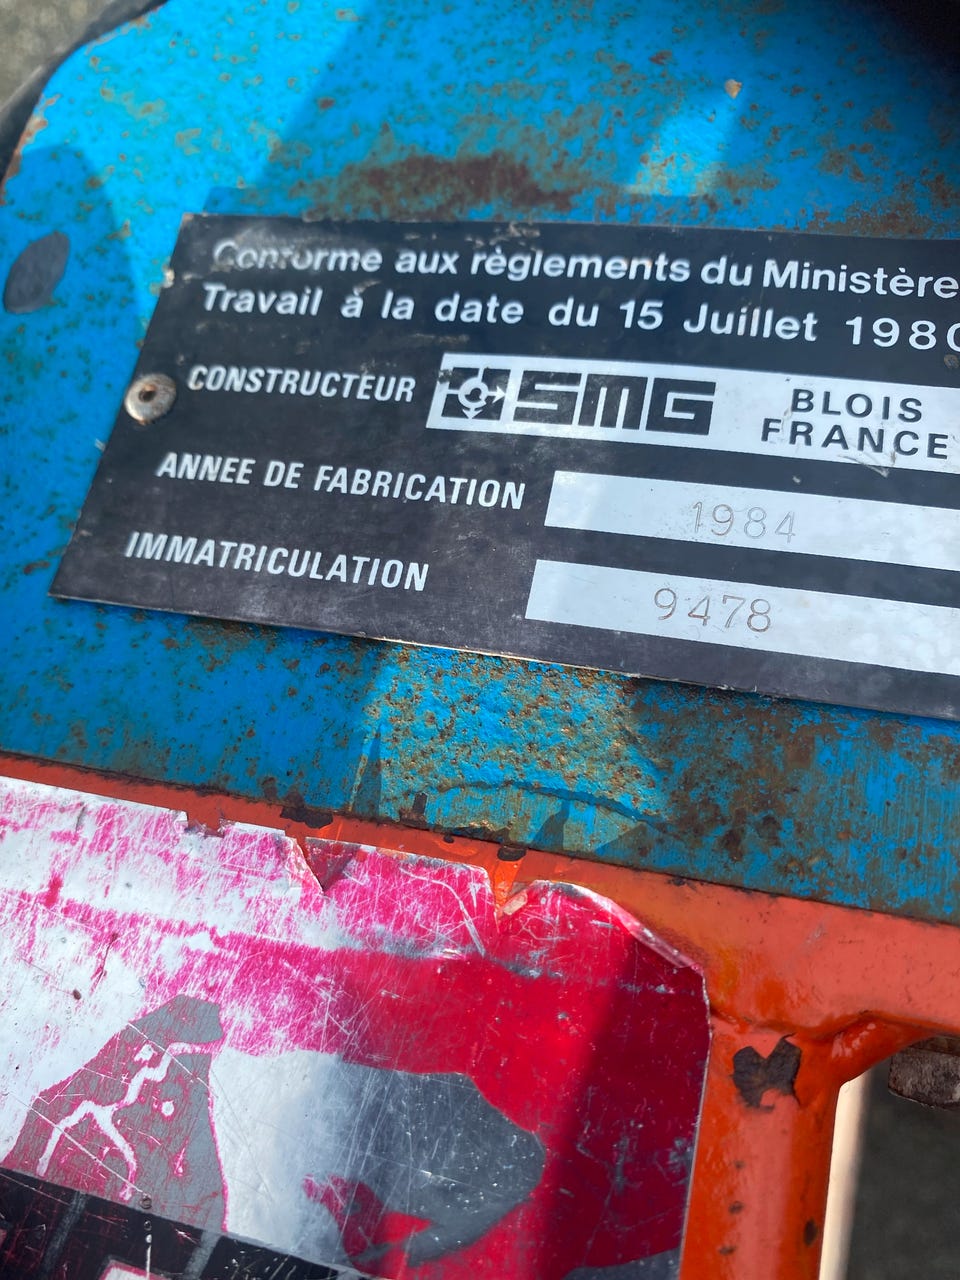 Conforme aux règlements du Ministère
Travail à la date du 15 Juillet 1980
CONSTRUCTEUR SMG BLOIS
FRANCE
ANNEE DE FABRICATION 1984
IMMATRICULATION 9478